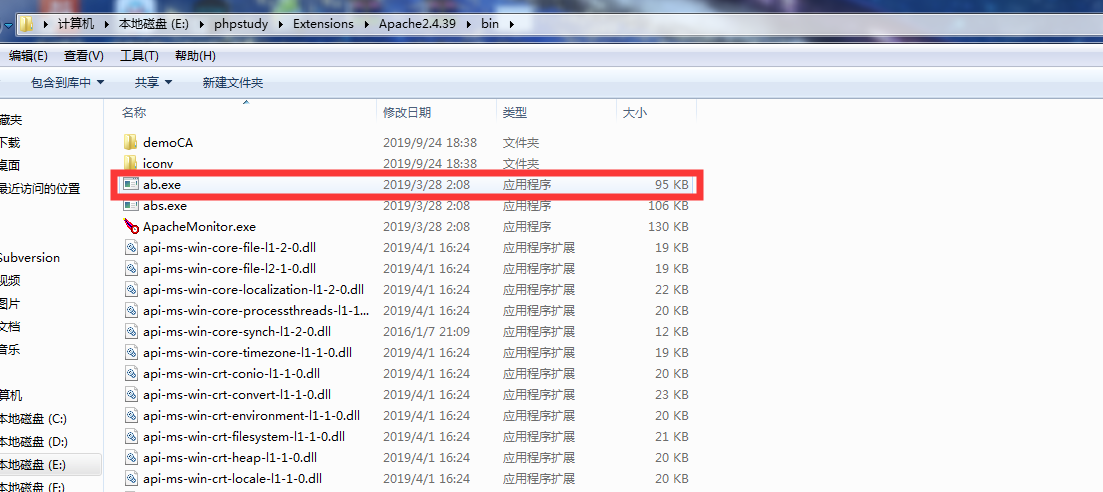 计算机 本地磁盘 (E:) phpstudy Extensions Apache2.4.39 bin
编辑(E) 查看(V) 工具(T) 帮助(H)
包含到库中 共享 新建文件夹
藏夹
下载
桌面
最近访问的位置
Subversion
视频
图片
文档
音乐
算机
本地磁盘 (C:)
本地磁盘 (D:)
本地磁盘 (E:)
本地磁盘 (F:)
名称 修改日期 类型 大小
demoCA 2019/9/24 18:38 文件夹
iconv 2019/9/24 18:38 文件夹
ab.exe 2019/3/28 2:08 应用程序 95 KB
abs.exe 2019/3/28 2:08 应用程序 106 KB
ApacheMonitor.exe 2019/3/28 2:08 应用程序 130 KB
api-ms-win-core-file-l1-2-0.dll 2019/4/1 16:24 应用程序扩展 19 KB
api-ms-win-core-file-l2-1-0.dll 2019/4/1 16:24 应用程序扩展 19 KB
api-ms-win-core-localization-l1-2-0.dll 2019/4/1 16:24 应用程序扩展 22 KB
api-ms-win-core-processthreads-l1-1... 2019/4/1 16:24 应用程序扩展 20 KB
api-ms-win-core-synch-l1-2-0.dll 2016/1/7 21:09 应用程序扩展 12 KB
api-ms-win-core-timezone-l1-1-0.dll 2019/4/1 16:24 应用程序扩展 19 KB
api-ms-win-crt-conio-l1-1-0.dll 2019/4/1 16:24 应用程序扩展 20 KB
api-ms-win-crt-convert-l1-1-0.dll 2019/4/1 16:24 应用程序扩展 23 KB
api-ms-win-crt-environment-l1-1-0.dll 2019/4/1 16:24 应用程序扩展 20 KB
api-ms-win-crt-filesystem-l1-1-0.dll 2019/4/1 16:24 应用程序扩展 21 KB
api-ms-win-crt-heap-l1-1-0.dll 2019/4/1 16:24 应用程序扩展 20 KB
api-ms-win-crt-locale-l1-1-0.dll 2019/4/1 16:24 应用程序扩展 20 KB